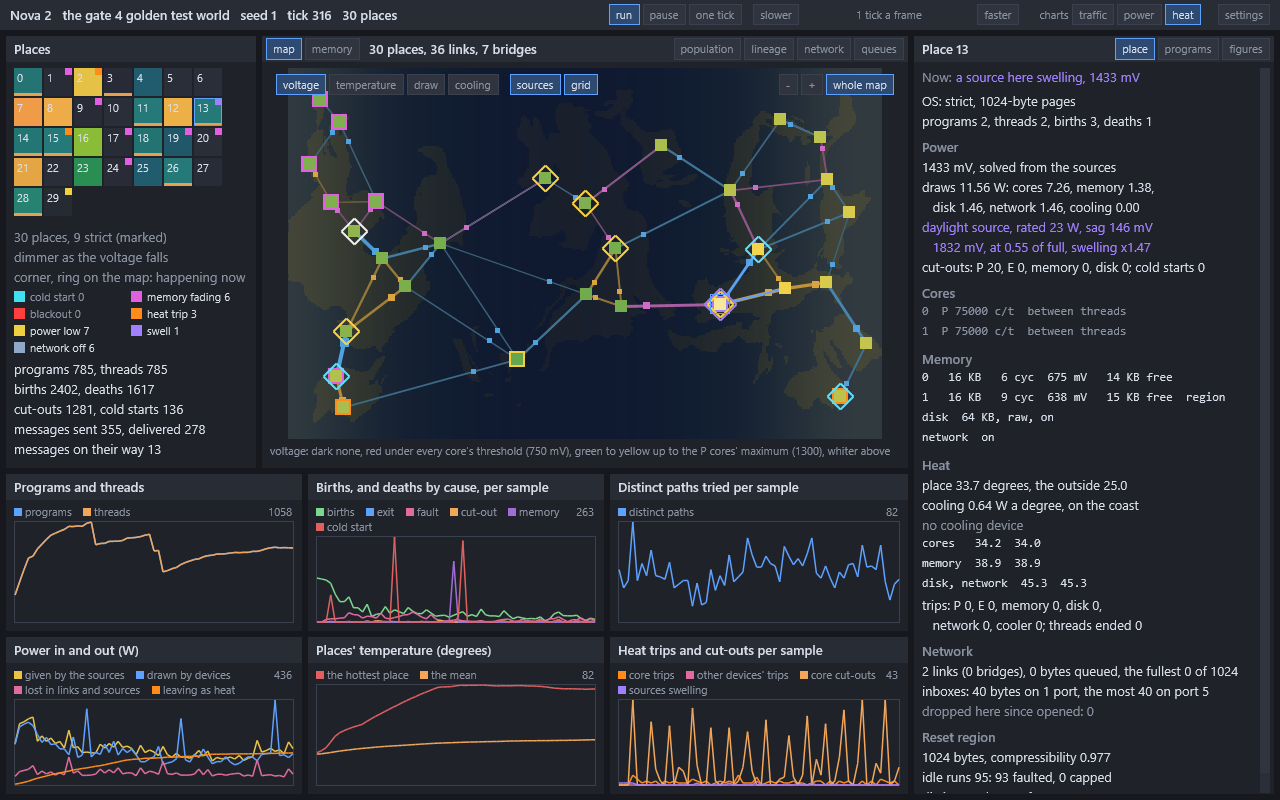 Nova 2 the gate 4 golden test world seed 1 tick 316 30 places
run pause one tick slower 1 tick a frame faster charts traffic power heat settings
Places
0 1 2 3 4 5 6
7 8 9 10 11 12 13
14 15 16 17 18 19 20
21 22 23 24 25 26 27
28 29
30 places, 9 strict (marked)
dimmer as the voltage falls
corner, ring on the map: happening now
cold start 0 memory fading 6
blackout 0 heat trip 3
power low 7 swell 1
network off 6
programs 785, threads 785
births 2402, deaths 1617
cut-outs 1281, cold starts 136
messages sent 355, delivered 278
messages on their way 13
map memory 30 places, 36 links, 7 bridges population lineage network queues
voltage temperature draw cooling sources grid - + whole map
voltage: dark none, red under every core's threshold (750 mV), green to yellow up to the P cores' maximum (1300), whiter above
Programs and threads
programs threads 1058
Births, and deaths by cause, per sample
births exit fault cut-out memory 263
cold start
Distinct paths tried per sample
distinct paths 82
Power in and out (W)
given by the sources drawn by devices 436
lost in links and sources leaving as heat
Places' temperature (degrees)
the hottest place the mean 82
Heat trips and cut-outs per sample
core trips other devices' trips core cut-outs 43
sources swelling
Place 13 place programs figures
Now: a source here swelling, 1433 mV
OS: strict, 1024-byte pages
programs 2, threads 2, births 3, deaths 1
Power
1433 mV, solved from the sources
draws 11.56 W: cores 7.26, memory 1.38,
disk 1.46, network 1.46, cooling 0.00
daylight source, rated 23 W, sag 146 mV
1832 mV, at 0.55 of full, swelling x1.47
cut-outs: P 20, E 0, memory 0, disk 0; cold starts 0
Cores
0 P 75000 c/t between threads
1 P 75000 c/t between threads
Memory
0 16 KB 6 cyc 675 mV 14 KB free
1 16 KB 9 cyc 638 mV 15 KB free region
disk 64 KB, raw, on
network on
Heat
place 33.7 degrees, the outside 25.0
cooling 0.64 W a degree, on the coast
no cooling device
cores 34.2 34.0
memory 38.9 38.9
disk, network 45.3 45.3
trips: P 0, E 0, memory 0, disk 0,
network 0, cooler 0; threads ended 0
Network
2 links (0 bridges), 0 bytes queued, the fullest 0 of 1024
inboxes: 40 bytes on 1 port, the most 40 on port 5
dropped here since opened: 0
Reset region
1024 bytes, compressibility 0.977
idle runs 95: 93 faulted, 0 capped